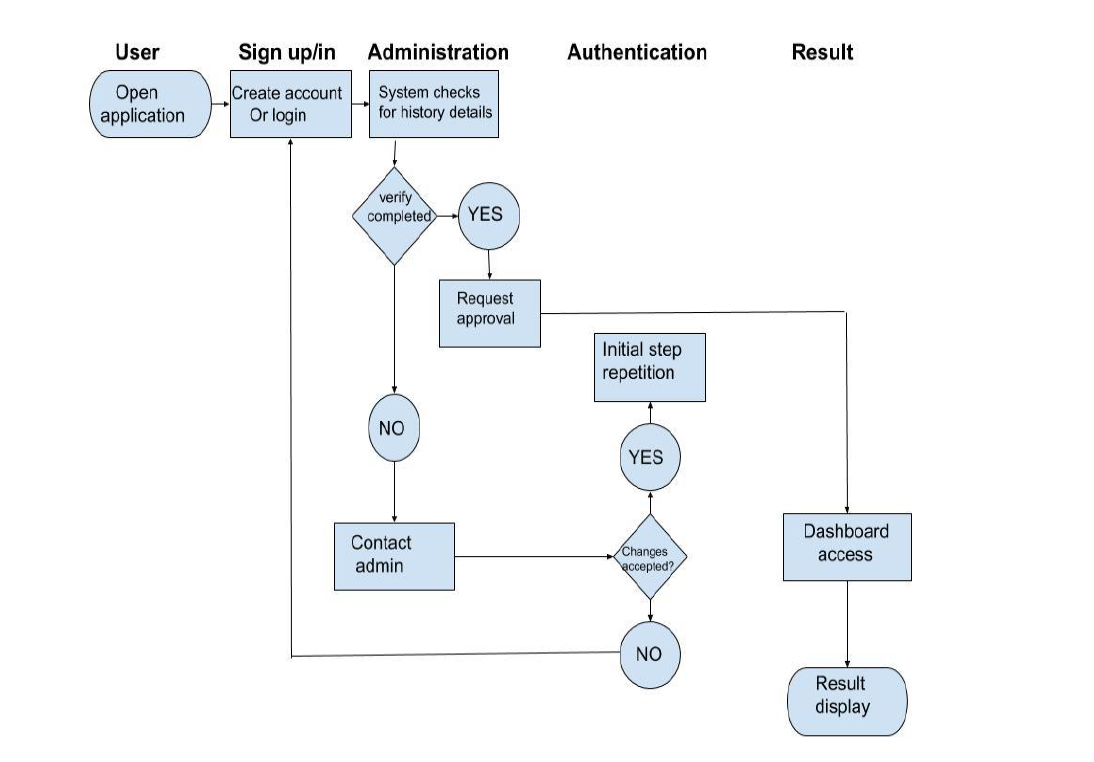 User
Sign up/in
Administration
Authentication
Result
Open
application
Create account
Or login
System checks
for history details
verify
completed
YES
Request
approval
Initial step
repetition
NO
YES
Contact
admin
Changes
accepted?
Dashboard
access
NO
Result
display